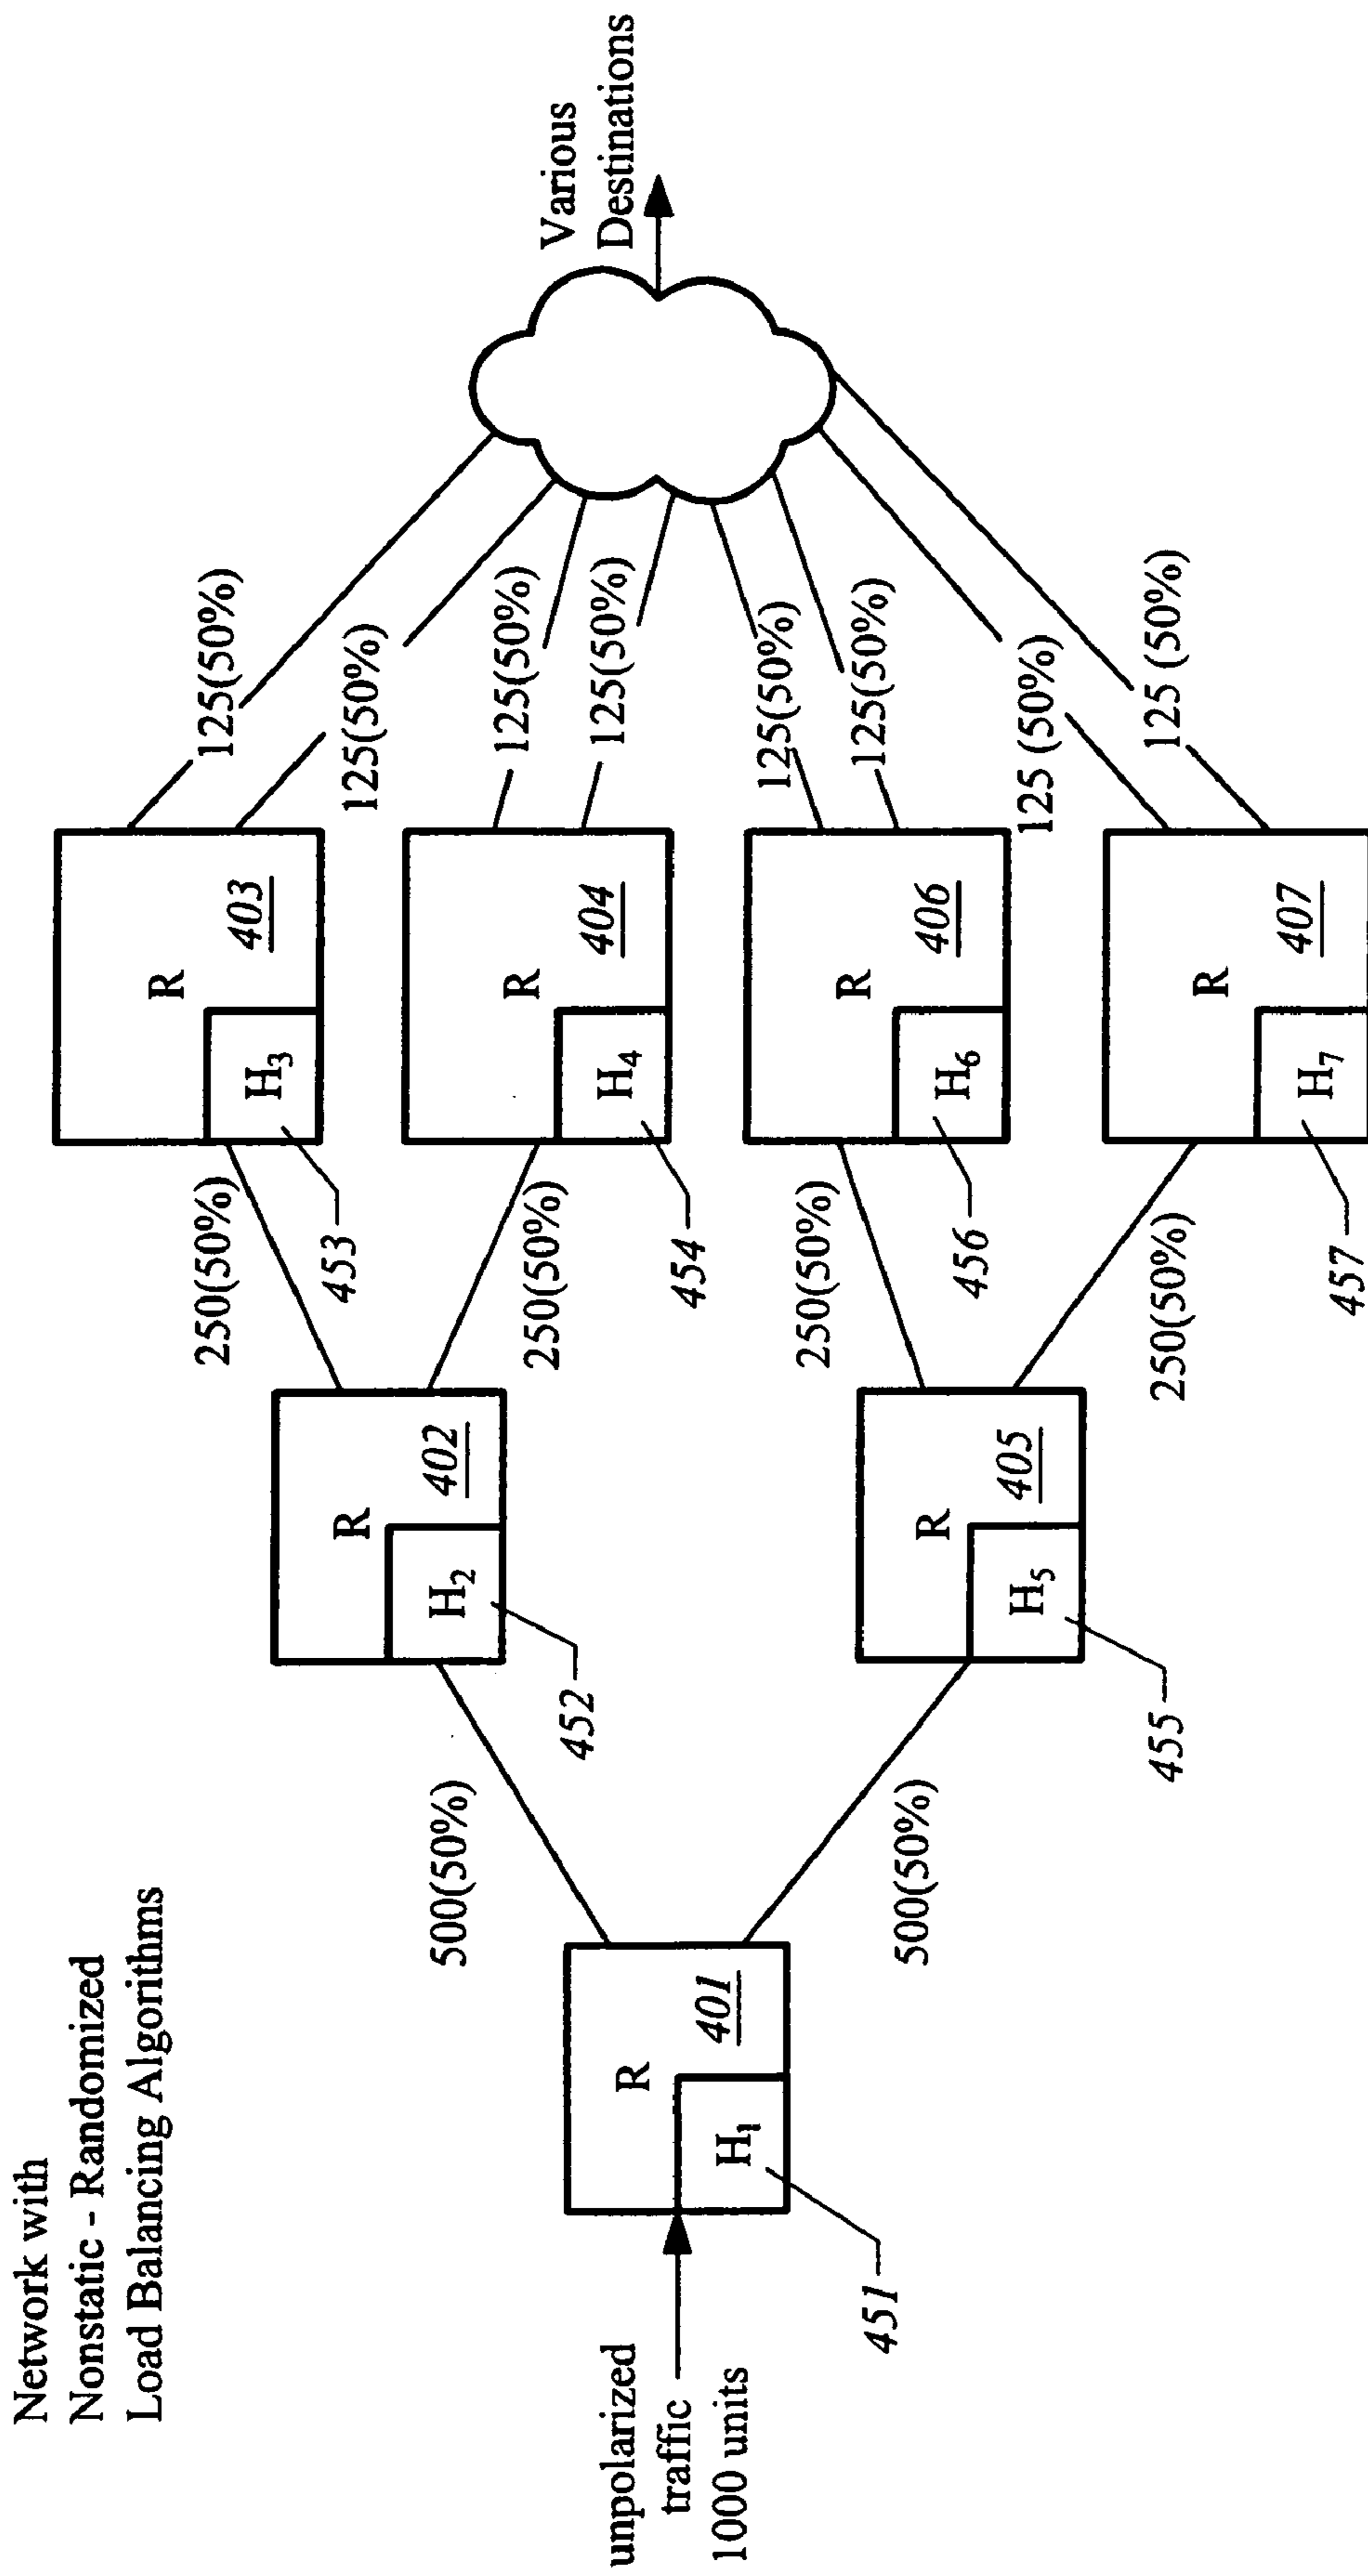 Network with
Nonstatic - Randomized
Load Balancing Algorithms
unpolarized
traffic
1000 units
R
401
H1
451
500(50%)
500(50%)
R
402
H2
452
R
405
H5
455
250(50%)
250(50%)
250(50%)
250(50%)
R
403
H3
453
R
404
H4
454
R
406
H6
456
R
407
H7
457
125(50%)
125(50%)
125(50%)
125(50%)
125(50%)
125(50%)
125 (50%)
125 (50%)
Various
Destinations